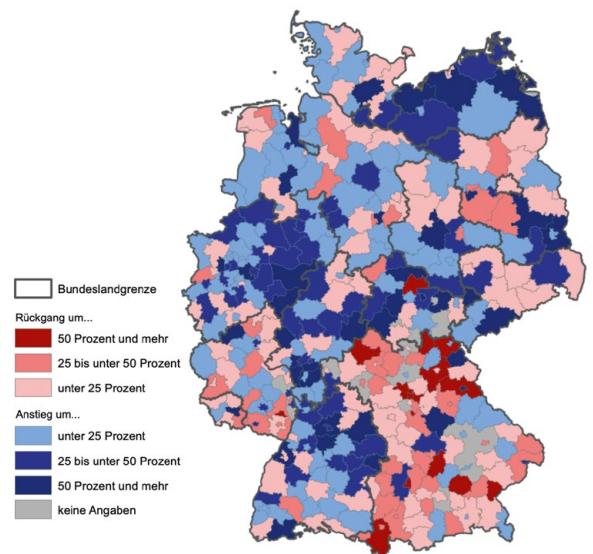 Bundeslandgrenze
Rückgang um...
50 Prozent und mehr
25 bis unter 50 Prozent
unter 25 Prozent
Anstieg um...
unter 25 Prozent
25 bis unter 50 Prozent
50 Prozent und mehr
keine Angaben